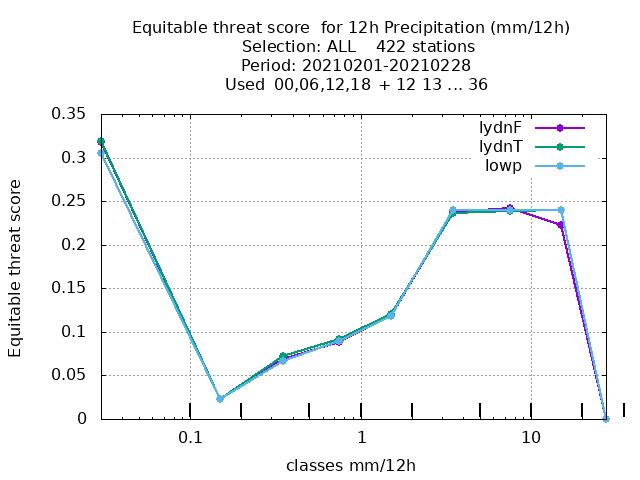 Equitable threat score  for 12h Precipitation (mm/12h)
Selection: ALL    422 stations
Period: 20210201-20210228
Used  00,06,12,18  + 12 13 ... 36
0.35
0.3
0.25
0.2
0.15
0.1
0.05
0
Equitable threat score
lydnF
lydnT
lowp
0.1 1 10
classes mm/12h